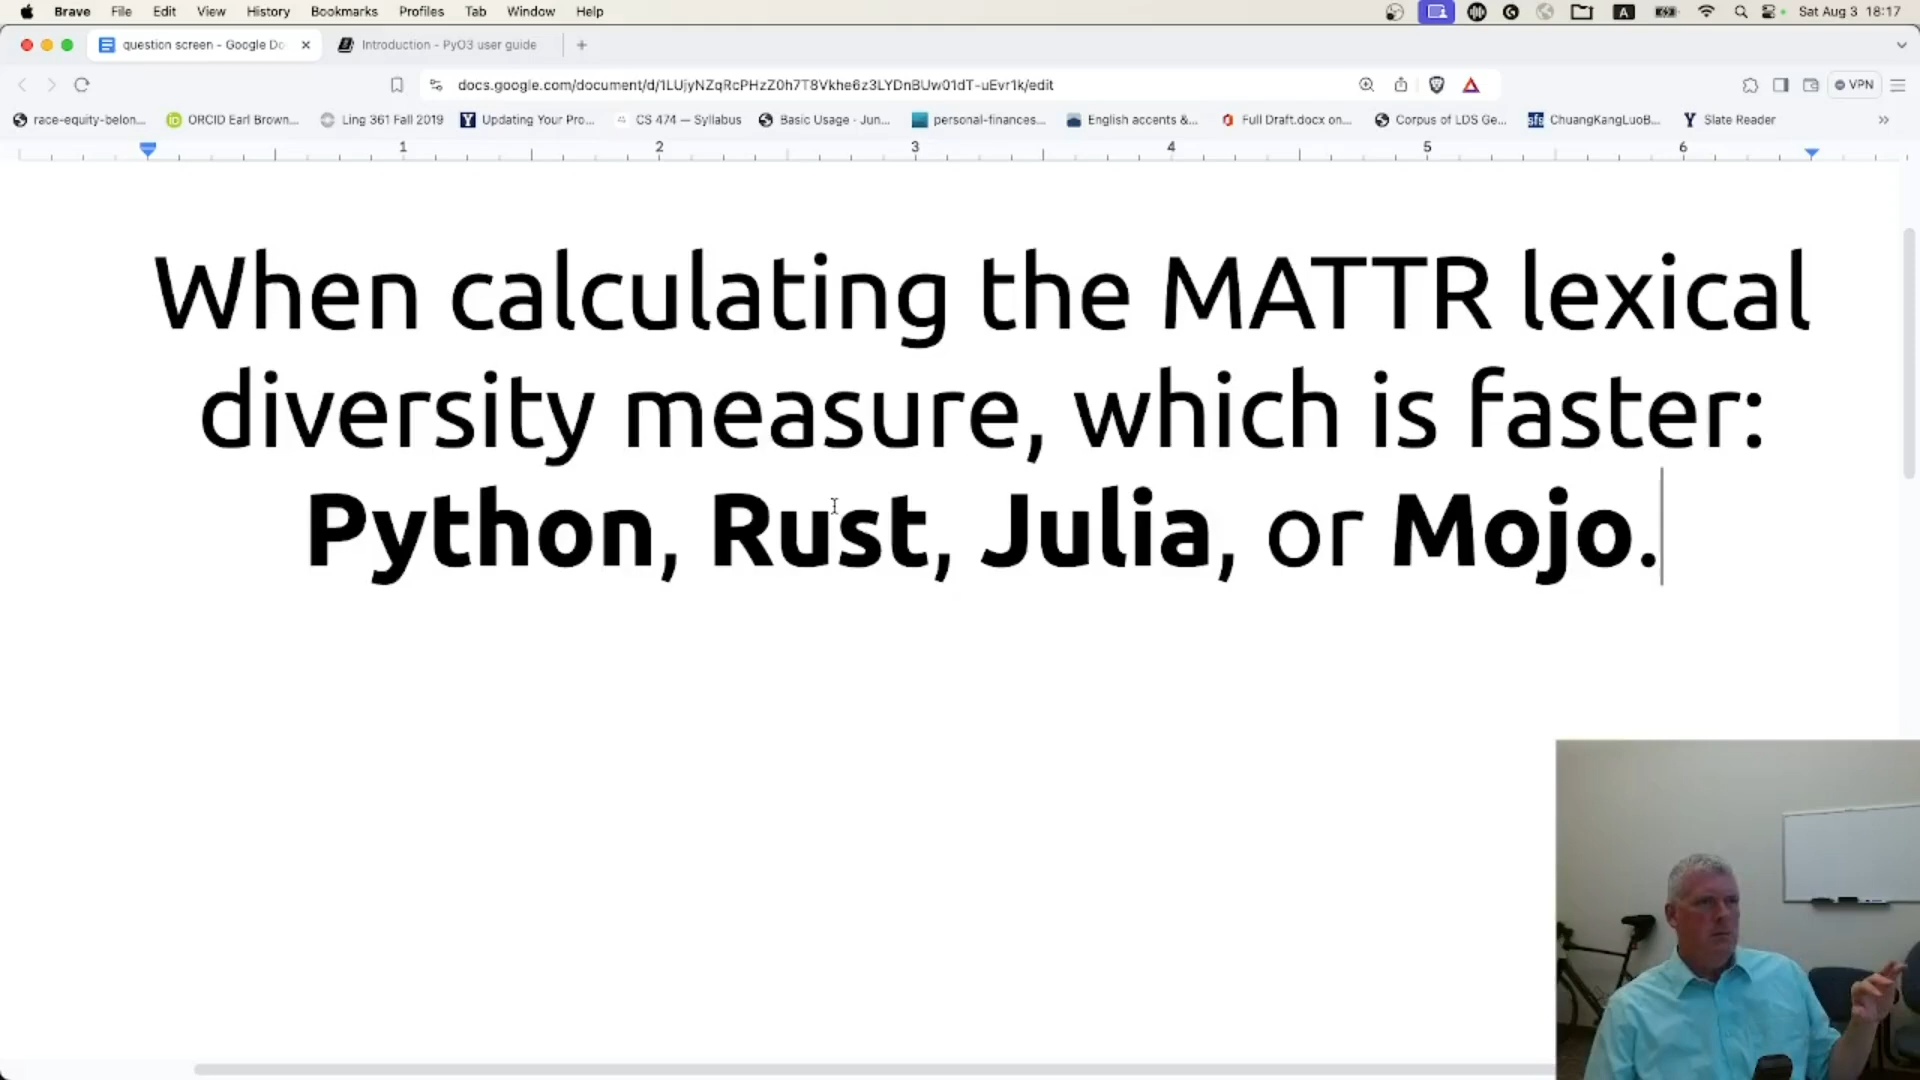 Brave File Edit View History Bookmarks Profiles Tab Window Help A Sat Aug 3 18:17
question screen - Google Do Introduction - PyO3 user guide
docs.google.com/document/d/1LUjyNZqRcPHzZ0h7T8Vkhe6z3LYDnBUw01dT-uEvr1k/edit VPN
race-equity-belon... ORCID Earl Brown... Ling 361 Fall 2019 Updating Your Pro... CS 474 — Syllabus Basic Usage · Jun... personal-finances... English accents &... Full Draft.docx on... Corpus of LDS Ge... ChuangKangLuoB... Slate Reader
1 2 3 4 5 6
When calculating the MATTR lexical
diversity measure, which is faster:
Python, Rust, Julia, or Mojo.